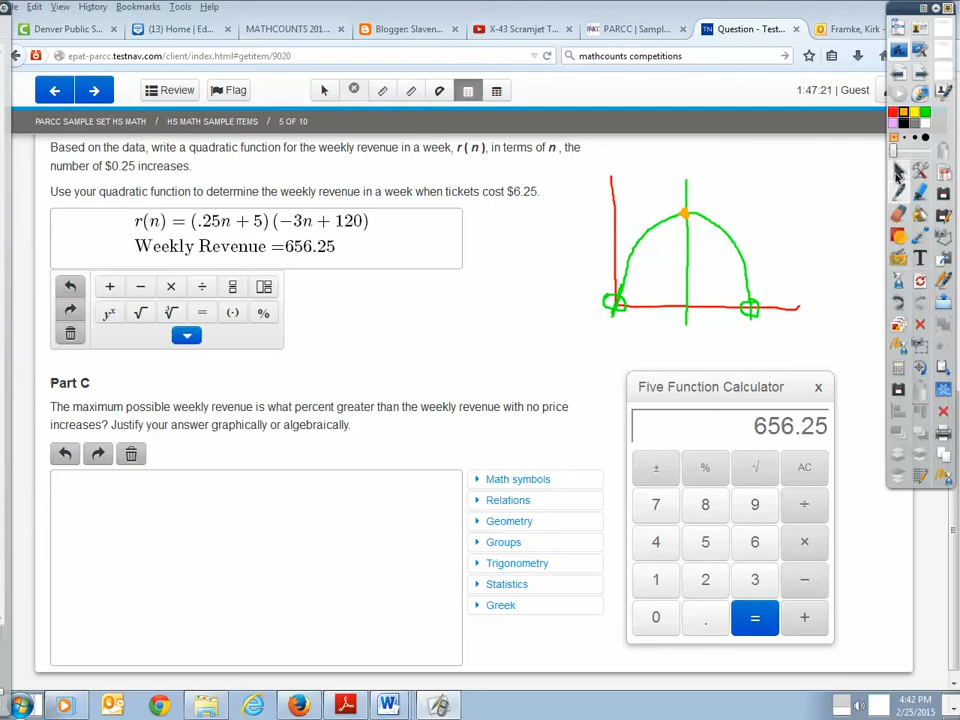 Edit View History Bookmarks Tools Help
Denver Public S... × (13) Home | Ed... × MATHCOUNTS 201... × Blogger: Slaven... × X-43 Scramjet T... × PARCC | Sampl... × Question - Test... × Framke, Kirk -
epat-parcc.testnav.com/client/index.html#getitem/9020
mathcounts competitions
Review
Flag
1:47:21 | Guest
PARCC SAMPLE SET HS MATH / HS MATH SAMPLE ITEMS / 5 OF 10
Based on the data, write a quadratic function for the weekly revenue in a week, r ( n ), in terms of n , the
number of $0.25 increases.
Use your quadratic function to determine the weekly revenue in a week when tickets cost $6.25.
r(n) = (.25n + 5) (−3n + 120)
Weekly Revenue =656.25
+ − × ÷
yˣ √ ∛ = (·) %
Part C
The maximum possible weekly revenue is what percent greater than the weekly revenue with no price
increases? Justify your answer graphically or algebraically.
Math symbols
Relations
Geometry
Groups
Trigonometry
Statistics
Greek
Five Function Calculator x
656.25
± % √ AC
7 8 9 ÷
4 5 6 ×
1 2 3 −
0 . = +
4:42 PM
2/25/2015